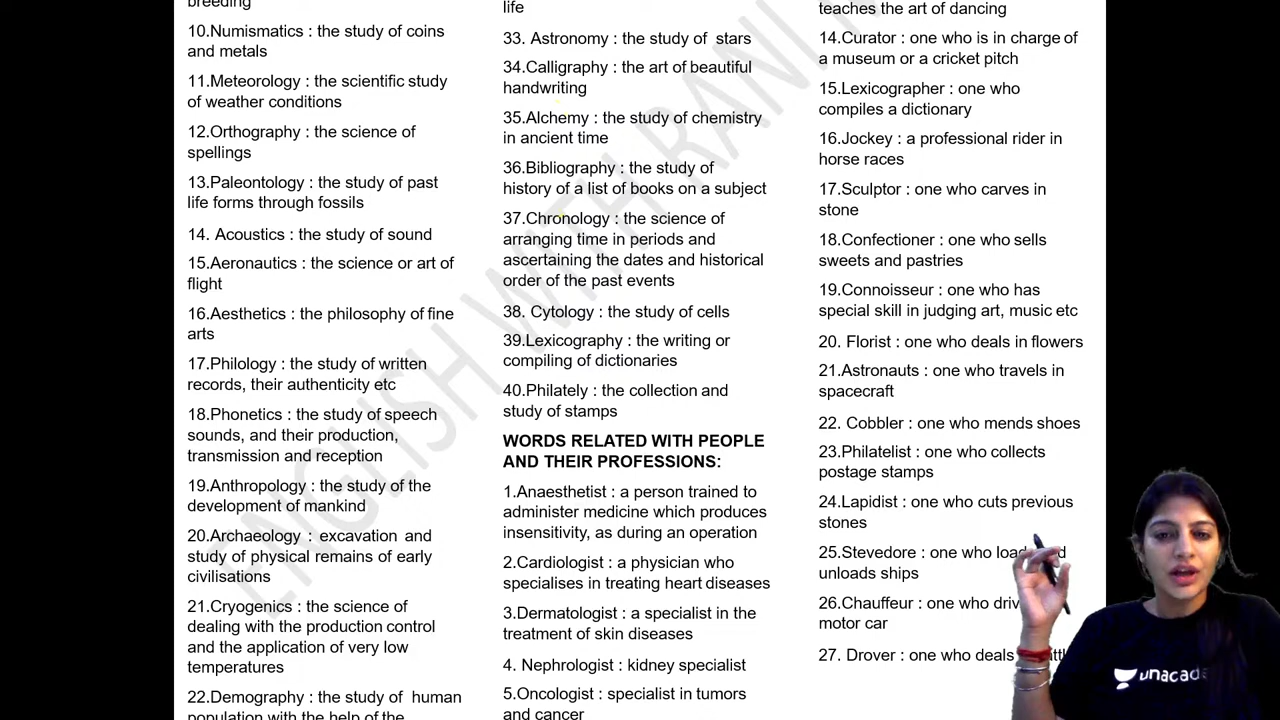 breeding
10.Numismatics : the study of coins
and metals
11.Meteorology : the scientific study
of weather conditions
12.Orthography : the science of
spellings
13.Paleontology : the study of past
life forms through fossils
14. Acoustics : the study of sound
15.Aeronautics : the science or art of
flight
16.Aesthetics : the philosophy of fine
arts
17.Philology : the study of written
records, their authenticity etc
18.Phonetics : the study of speech
sounds, and their production,
transmission and reception
19.Anthropology : the study of the
development of mankind
20.Archaeology : excavation and
study of physical remains of early
civilisations
21.Cryogenics : the science of
dealing with the production control
and the application of very low
temperatures
22.Demography : the study of human
population with the help of the
life
33. Astronomy : the study of stars
34.Calligraphy : the art of beautiful
handwriting
35.Alchemy : the study of chemistry
in ancient time
36.Bibliography : the study of
history of a list of books on a subject
37.Chronology : the science of
arranging time in periods and
ascertaining the dates and historical
order of the past events
38. Cytology : the study of cells
39.Lexicography : the writing or
compiling of dictionaries
40.Philately : the collection and
study of stamps
WORDS RELATED WITH PEOPLE
AND THEIR PROFESSIONS:
1.Anaesthetist : a person trained to
administer medicine which produces
insensitivity, as during an operation
2.Cardiologist : a physician who
specialises in treating heart diseases
3.Dermatologist : a specialist in the
treatment of skin diseases
4. Nephrologist : kidney specialist
5.Oncologist : specialist in tumors
and cancer
teaches the art of dancing
14.Curator : one who is in charge of
a museum or a cricket pitch
15.Lexicographer : one who
compiles a dictionary
16.Jockey : a professional rider in
horse races
17.Sculptor : one who carves in
stone
18.Confectioner : one who sells
sweets and pastries
19.Connoisseur : one who has
special skill in judging art, music etc
20. Florist : one who deals in flowers
21.Astronauts : one who travels in
spacecraft
22. Cobbler : one who mends shoes
23.Philatelist : one who collects
postage stamps
24.Lapidist : one who cuts previous
stones
25.Stevedore : one who
unloads ships
26.Chauffeur : one who
motor car
27. Drover : one who deals
ENGLISH WITH RANI
unacad